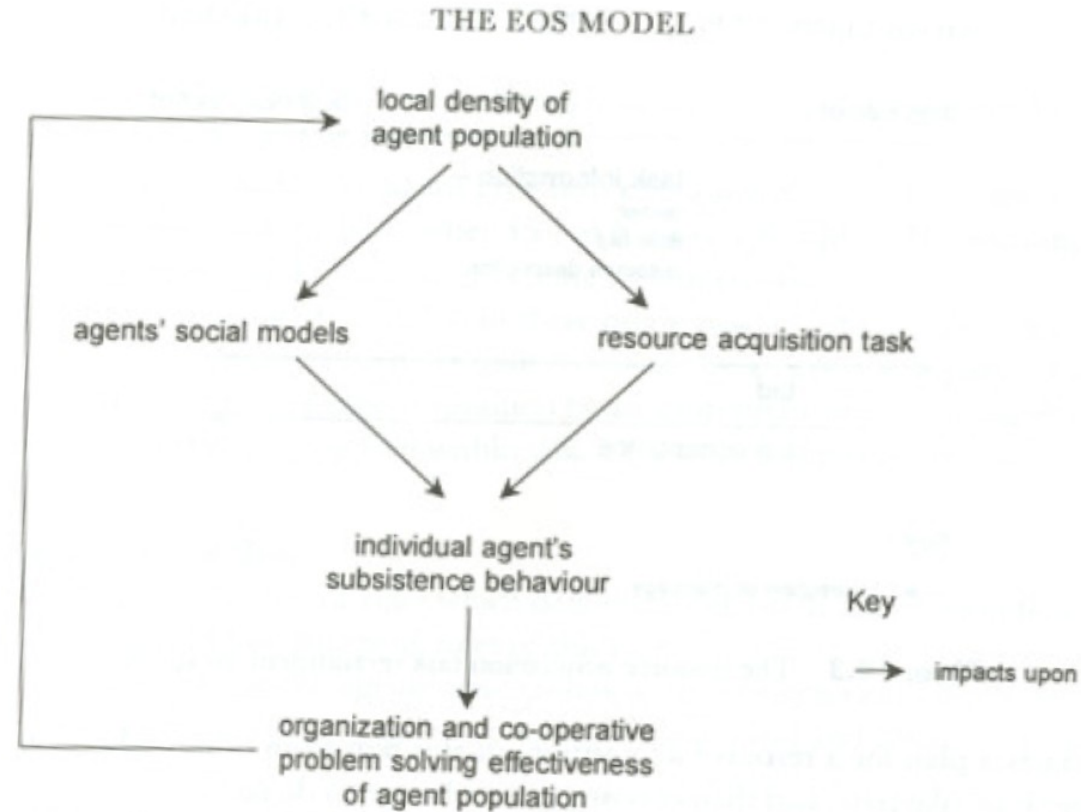 THE EOS MODEL
local density of
agent population
agents' social models
resource acquisition task
individual agent's
subsistence behaviour
Key
impacts upon
organization and co-operative
problem solving effectiveness
of agent population